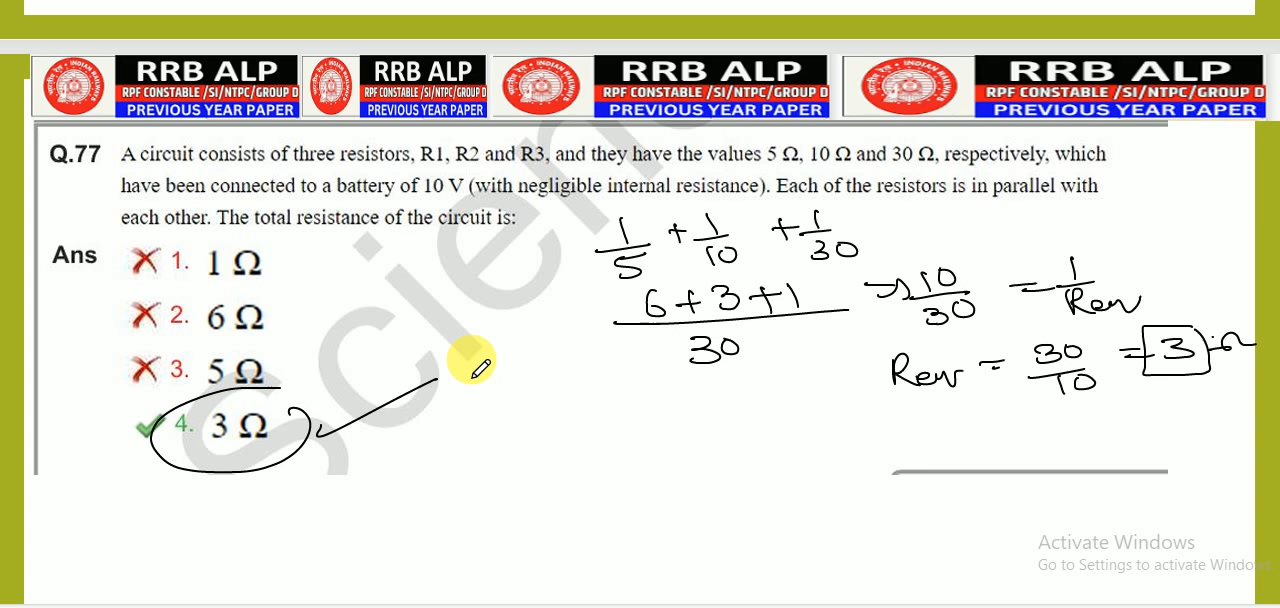 RRB ALP RRB ALP RRB ALP RRB ALP
RPF CONSTABLE /SI/NTPC/GROUP D RPF CONSTABLE /SI/NTPC/GROUP D RPF CONSTABLE /SI/NTPC/GROUP D RPF CONSTABLE /SI/NTPC/GROUP D
PREVIOUS YEAR PAPER PREVIOUS YEAR PAPER PREVIOUS YEAR PAPER PREVIOUS YEAR PAPER
Q.77 A circuit consists of three resistors, R1, R2 and R3, and they have the values 5 Ω, 10 Ω and 30 Ω, respectively, which
have been connected to a battery of 10 V (with negligible internal resistance). Each of the resistors is in parallel with
each other. The total resistance of the circuit is:
Ans
1. 1 Ω
2. 6 Ω
3. 5 Ω
4. 3 Ω
1/5 + 1/10 + 1/30
6+3+1/30 → 10/30 = 1/Rev
Rev = 30/10 = 3 Ω
Scien
Activate Windows
Go to Settings to activate Windo